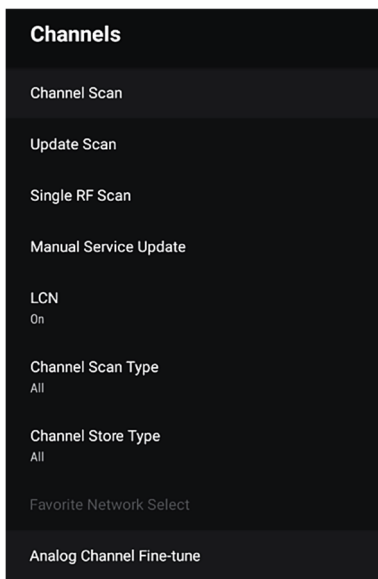 Channels
Channel Scan
Update Scan
Single RF Scan
Manual Service Update
LCN
On
Channel Scan Type
All
Channel Store Type
All
Favorite Network Select
Analog Channel Fine-tune